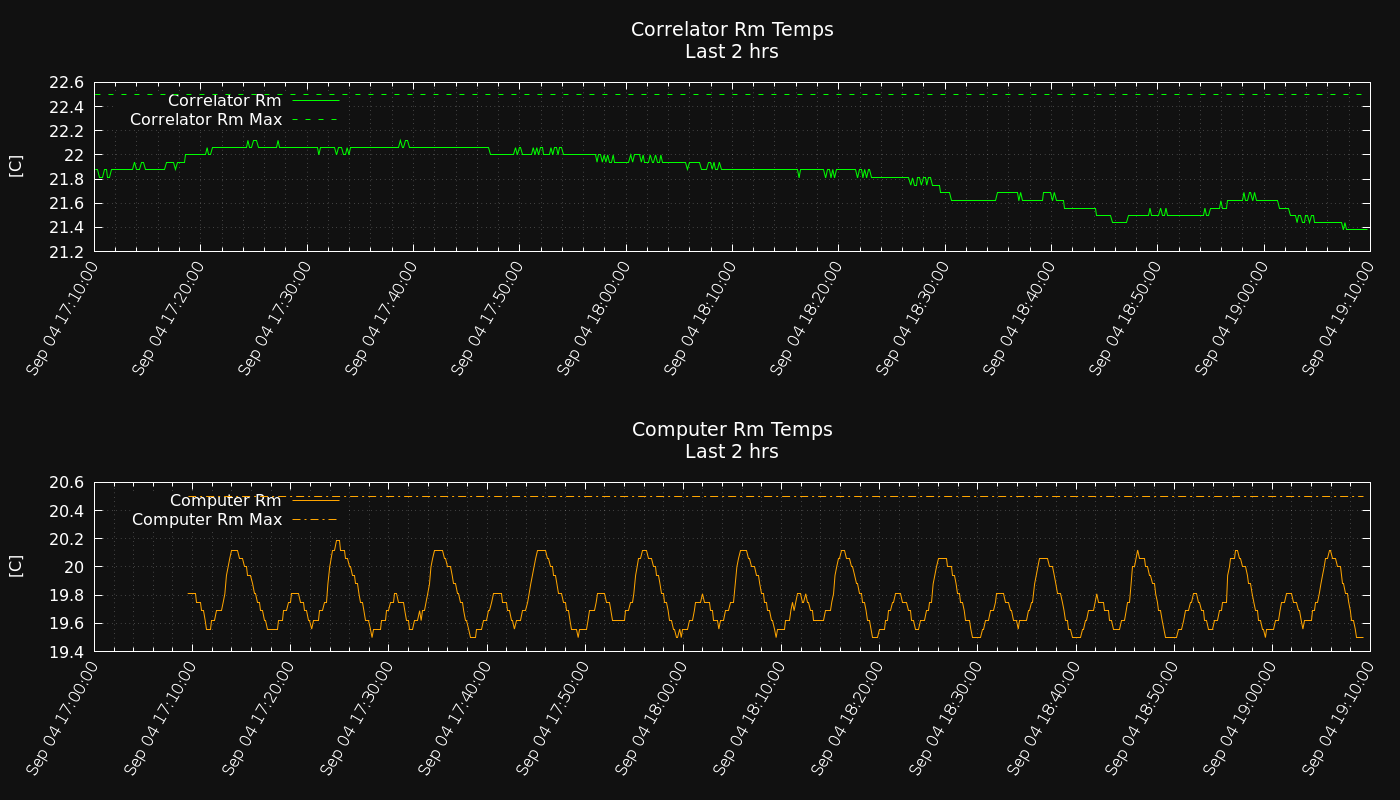 Correlator Rm Temps
Last 2 hrs
22.6
22.4
22.2
22
21.8
21.6
21.4
21.2
[C]
Correlator Rm
Correlator Rm Max
Sep 04 17:10:00
Sep 04 17:20:00
Sep 04 17:30:00
Sep 04 17:40:00
Sep 04 17:50:00
Sep 04 18:00:00
Sep 04 18:10:00
Sep 04 18:20:00
Sep 04 18:30:00
Sep 04 18:40:00
Sep 04 18:50:00
Sep 04 19:00:00
Sep 04 19:10:00
Computer Rm Temps
Last 2 hrs
20.6
20.4
20.2
20
19.8
19.6
19.4
[C]
Computer Rm
Computer Rm Max
Sep 04 17:00:00
Sep 04 17:10:00
Sep 04 17:20:00
Sep 04 17:30:00
Sep 04 17:40:00
Sep 04 17:50:00
Sep 04 18:00:00
Sep 04 18:10:00
Sep 04 18:20:00
Sep 04 18:30:00
Sep 04 18:40:00
Sep 04 18:50:00
Sep 04 19:00:00
Sep 04 19:10:00